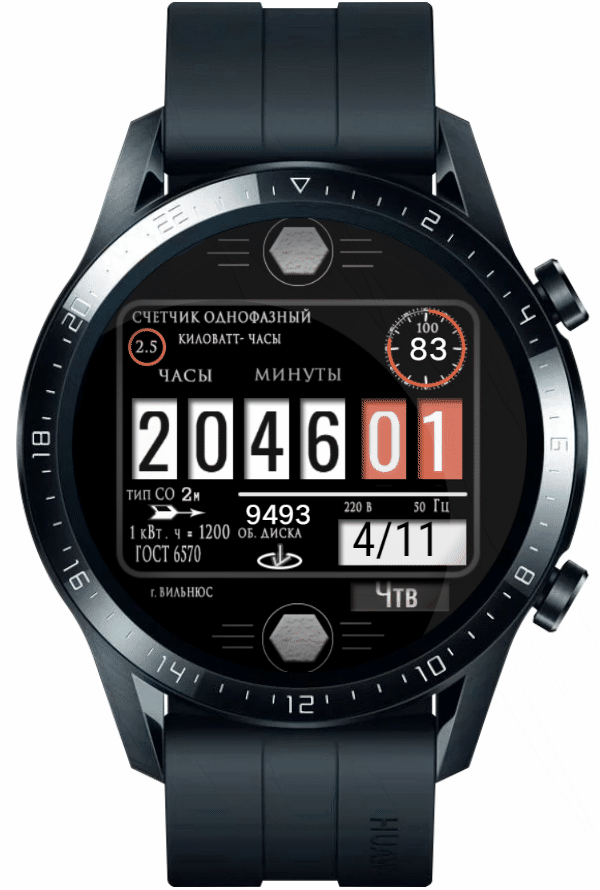 22
2
20
4
СЧЕТЧИК ОДНОФАЗНЫЙ
100
2.5 КИЛОВАТТ- ЧАСЫ
83
ЧАСЫ МИНУТЫ
18
6
204601
ТИП СО 2м
9493 220 В 50 Гц
1 кВт. ч = 1200 ОБ. ДИСКА
4/11
ГОСТ 6570
16
8
г. ВИЛЬНЮС
Чтв
14
10
12
HUAW